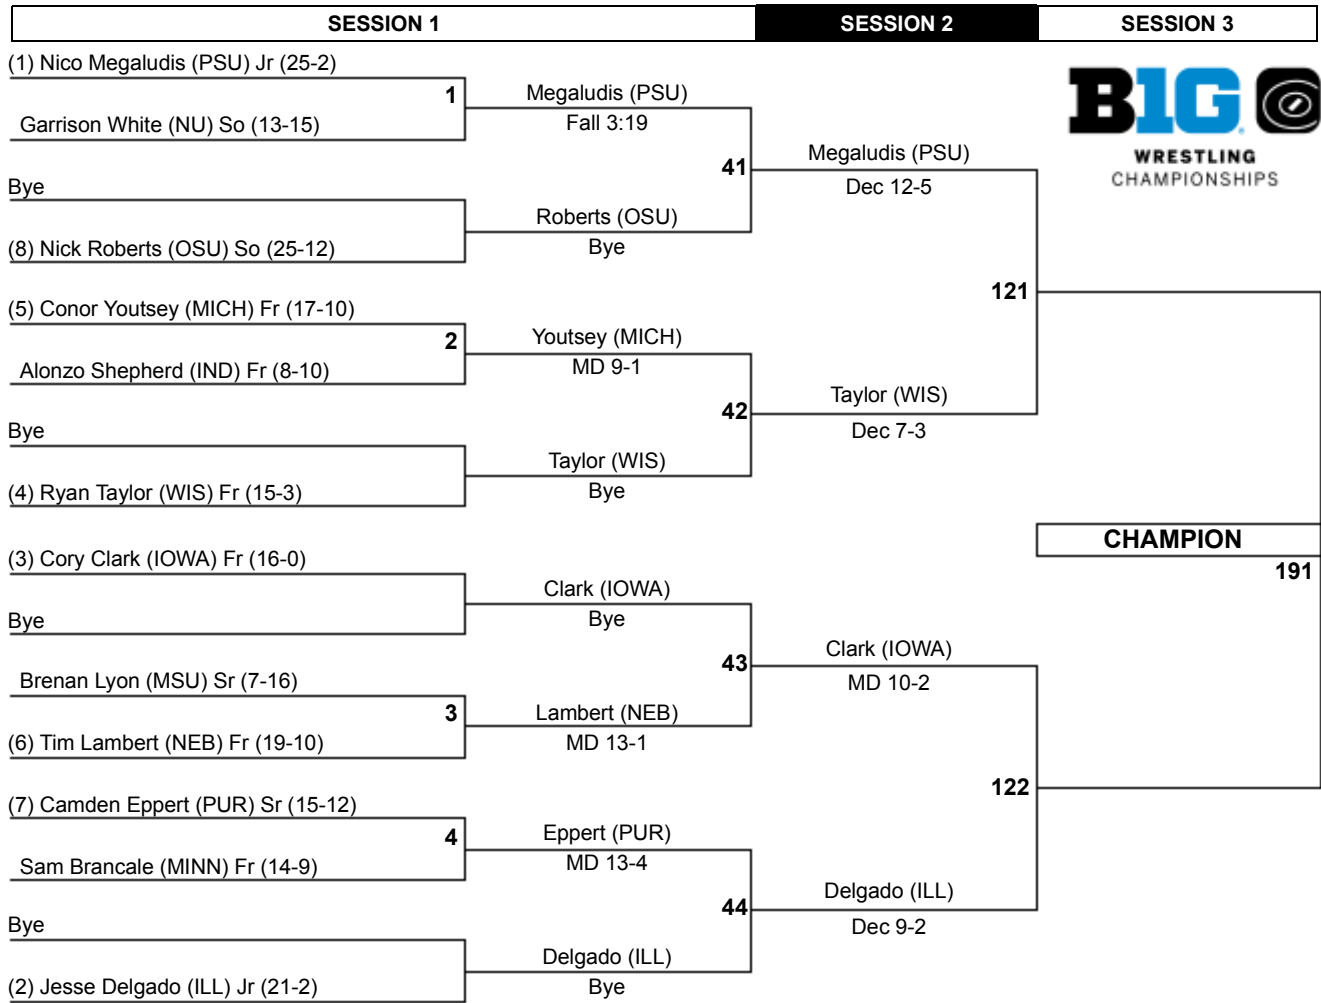 SESSION 1
SESSION 2
SESSION 3
(1) Nico Megaludis (PSU) Jr (25-2)
1
Garrison White (NU) So (13-15)
Megaludis (PSU)
Fall 3:19
Bye
(8) Nick Roberts (OSU) So (25-12)
Roberts (OSU)
Bye
41
Megaludis (PSU)
Dec 12-5
(5) Conor Youtsey (MICH) Fr (17-10)
2
Alonzo Shepherd (IND) Fr (8-10)
Youtsey (MICH)
MD 9-1
Bye
(4) Ryan Taylor (WIS) Fr (15-3)
Taylor (WIS)
Bye
42
Taylor (WIS)
Dec 7-3
121
(3) Cory Clark (IOWA) Fr (16-0)
Bye
Clark (IOWA)
Bye
Brenan Lyon (MSU) Sr (7-16)
3
(6) Tim Lambert (NEB) Fr (19-10)
Lambert (NEB)
MD 13-1
43
Clark (IOWA)
MD 10-2
(7) Camden Eppert (PUR) Sr (15-12)
4
Sam Brancale (MINN) Fr (14-9)
Eppert (PUR)
MD 13-4
Bye
(2) Jesse Delgado (ILL) Jr (21-2)
Delgado (ILL)
Bye
44
Delgado (ILL)
Dec 9-2
122
B1G
WRESTLING
CHAMPIONSHIPS
CHAMPION
191